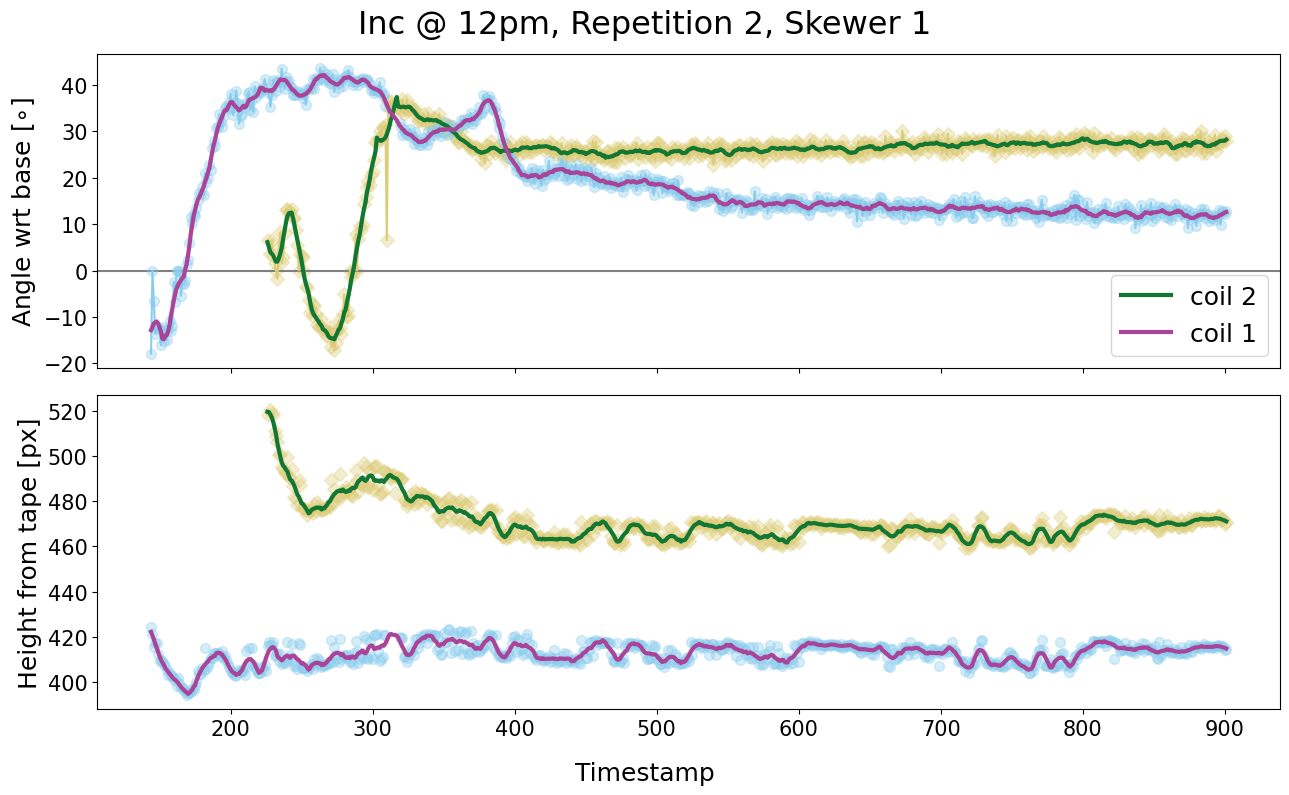 Inc @ 12pm, Repetition 2, Skewer 1
Angle wrt base [∘]
40
30
20
10
0
−10
−20
coil 2
coil 1
Height from tape [px]
520
500
480
460
440
420
400
200 300 400 500 600 700 800 900
Timestamp